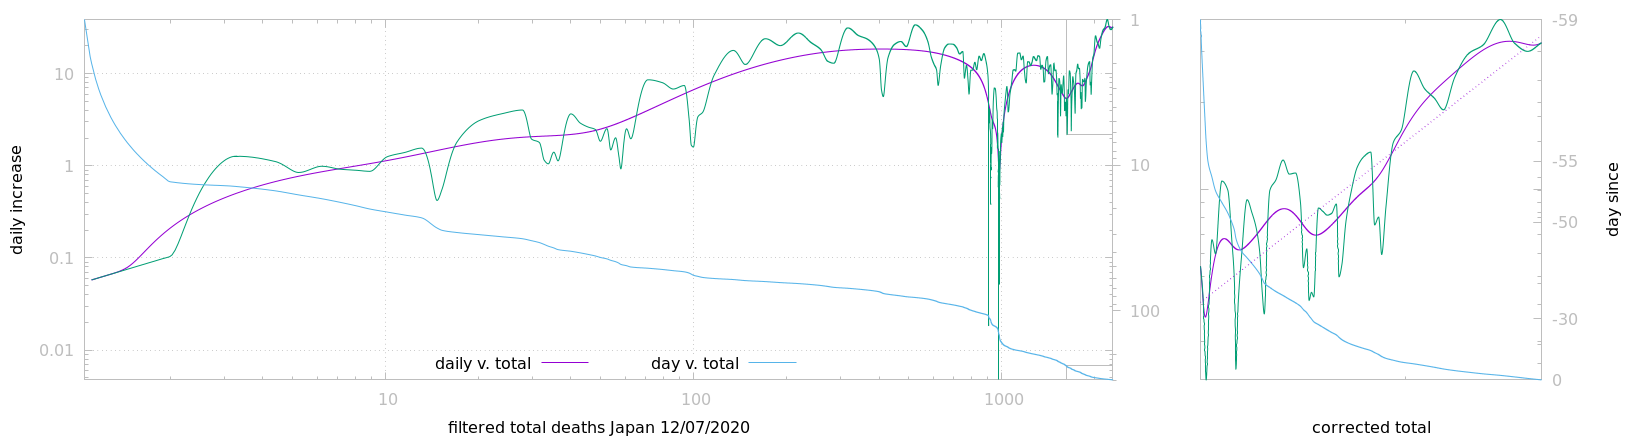 1
-59
10
10
-55
daily increase
1
-50
day since
0.1
100
-30
0.01
daily v. total
day v. total
0
10
100
1000
filtered total deaths Japan 12/07/2020
corrected total